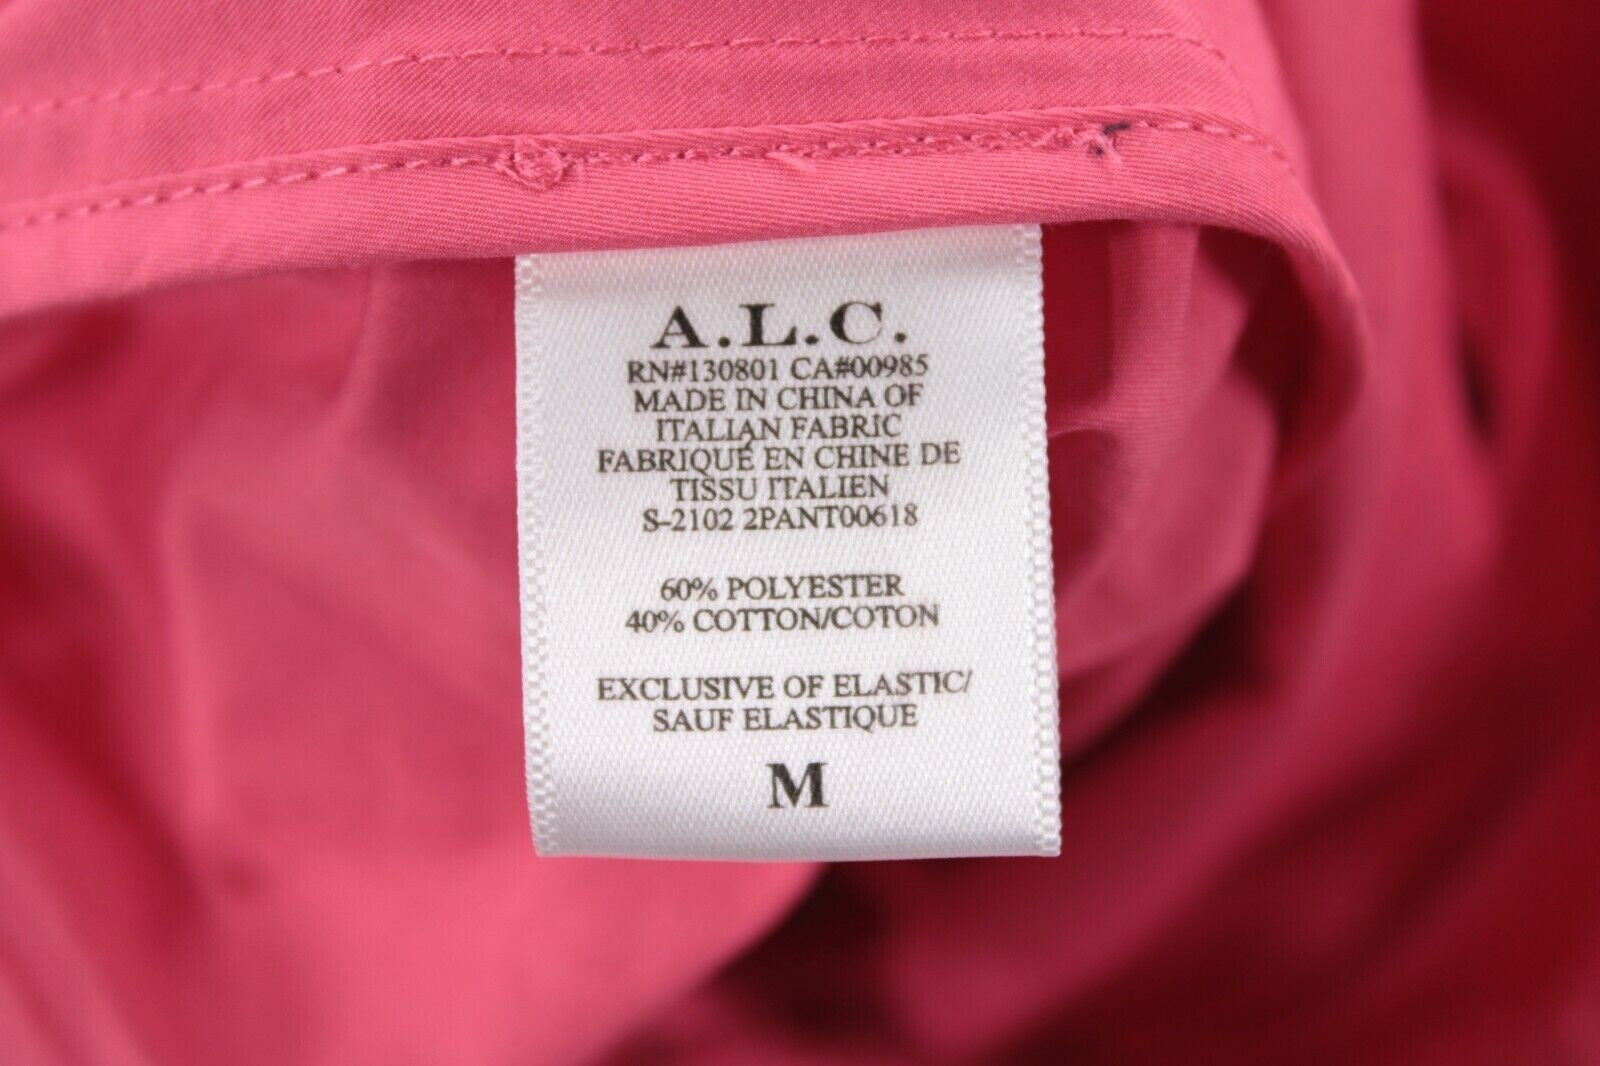 A.L.C.
RN#130801 CA#00985
MADE IN CHINA OF
ITALIAN FABRIC
FABRIQUÉ EN CHINE DE
TISSU ITALIEN
S-2102 2PANT00618
60% POLYESTER
40% COTTON/COTON
EXCLUSIVE OF ELASTIC/
SAUF ELASTIQUE
M